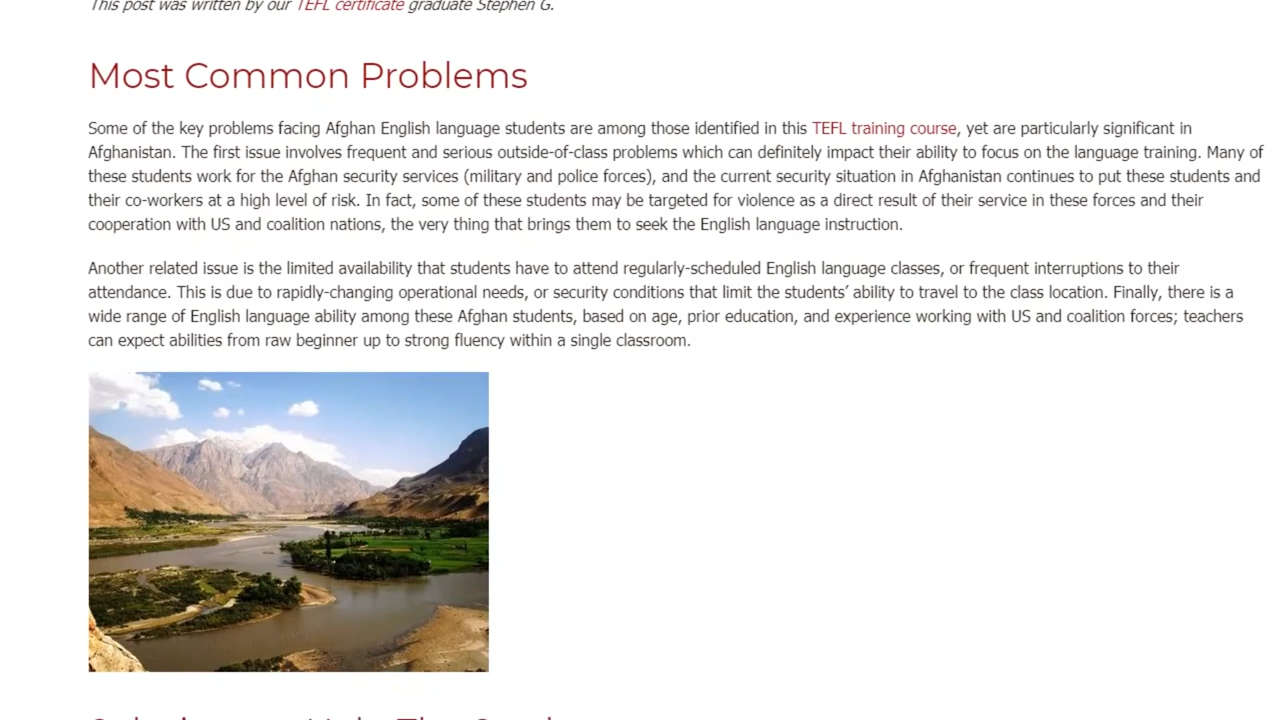 This post was written by our TEFL certificate graduate Stephen G.
Most Common Problems
Some of the key problems facing Afghan English language students are among those identified in this TEFL training course, yet are particularly significant in
Afghanistan. The first issue involves frequent and serious outside-of-class problems which can definitely impact their ability to focus on the language training. Many of
these students work for the Afghan security services (military and police forces), and the current security situation in Afghanistan continues to put these students and
their co-workers at a high level of risk. In fact, some of these students may be targeted for violence as a direct result of their service in these forces and their
cooperation with US and coalition nations, the very thing that brings them to seek the English language instruction.
Another related issue is the limited availability that students have to attend regularly-scheduled English language classes, or frequent interruptions to their
attendance. This is due to rapidly-changing operational needs, or security conditions that limit the students’ ability to travel to the class location. Finally, there is a
wide range of English language ability among these Afghan students, based on age, prior education, and experience working with US and coalition forces; teachers
can expect abilities from raw beginner up to strong fluency within a single classroom.